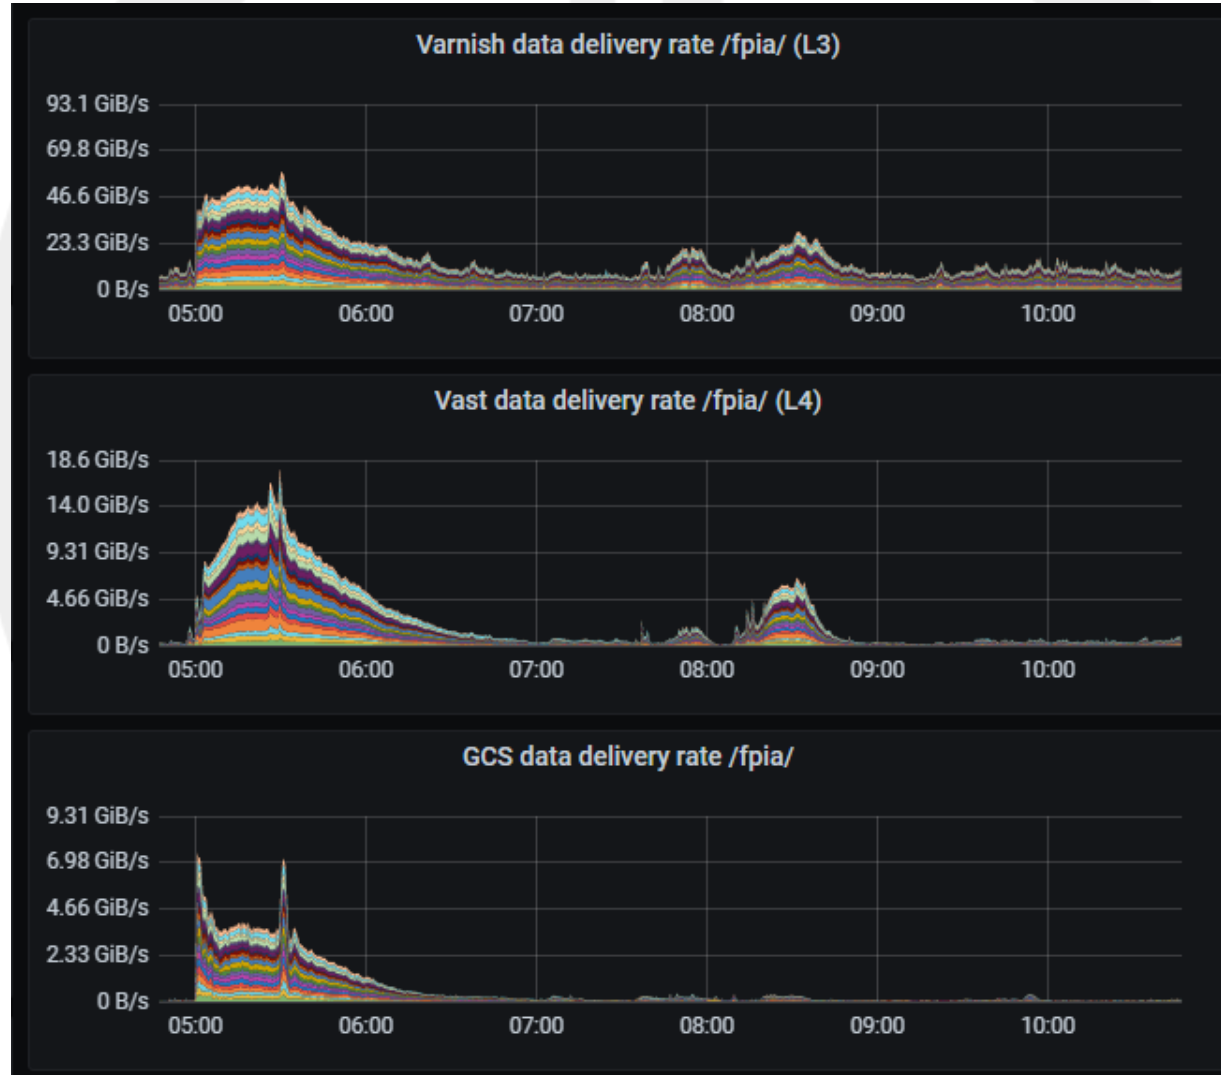 Varnish data delivery rate /fpia/ (L3)
93.1 GiB/s
69.8 GiB/s
46.6 GiB/s
23.3 GiB/s
0 B/s
05:00 06:00 07:00 08:00 09:00 10:00
Vast data delivery rate /fpia/ (L4)
18.6 GiB/s
14.0 GiB/s
9.31 GiB/s
4.66 GiB/s
0 B/s
05:00 06:00 07:00 08:00 09:00 10:00
GCS data delivery rate /fpia/
9.31 GiB/s
6.98 GiB/s
4.66 GiB/s
2.33 GiB/s
0 B/s
05:00 06:00 07:00 08:00 09:00 10:00